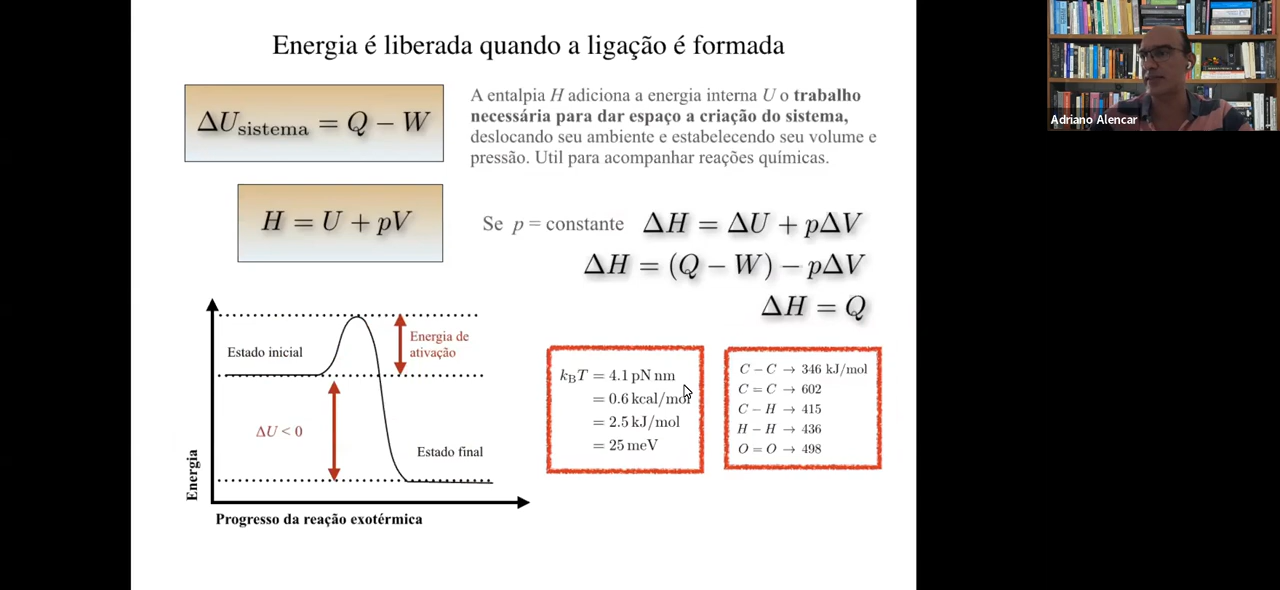 Energia é liberada quando a ligação é formada
ΔU_sistema = Q − W
A entalpia H adiciona a energia interna U o trabalho
necessária para dar espaço a criação do sistema,
deslocando seu ambiente e estabelecendo seu volume e
pressão. Util para acompanhar reações químicas.
H = U + pV
Se p = constante ΔH = ΔU + pΔV
ΔH = (Q − W) − pΔV
ΔH = Q
Energia de
ativação
Estado inicial
ΔU < 0
Estado final
Energia
Progresso da reação exotérmica
k_BT = 4.1 pN nm
= 0.6 kcal/mol
= 2.5 kJ/mol
= 25 meV
C − C → 346 kJ/mol
C = C → 602
C − H → 415
H − H → 436
O = O → 498
Adriano Alencar